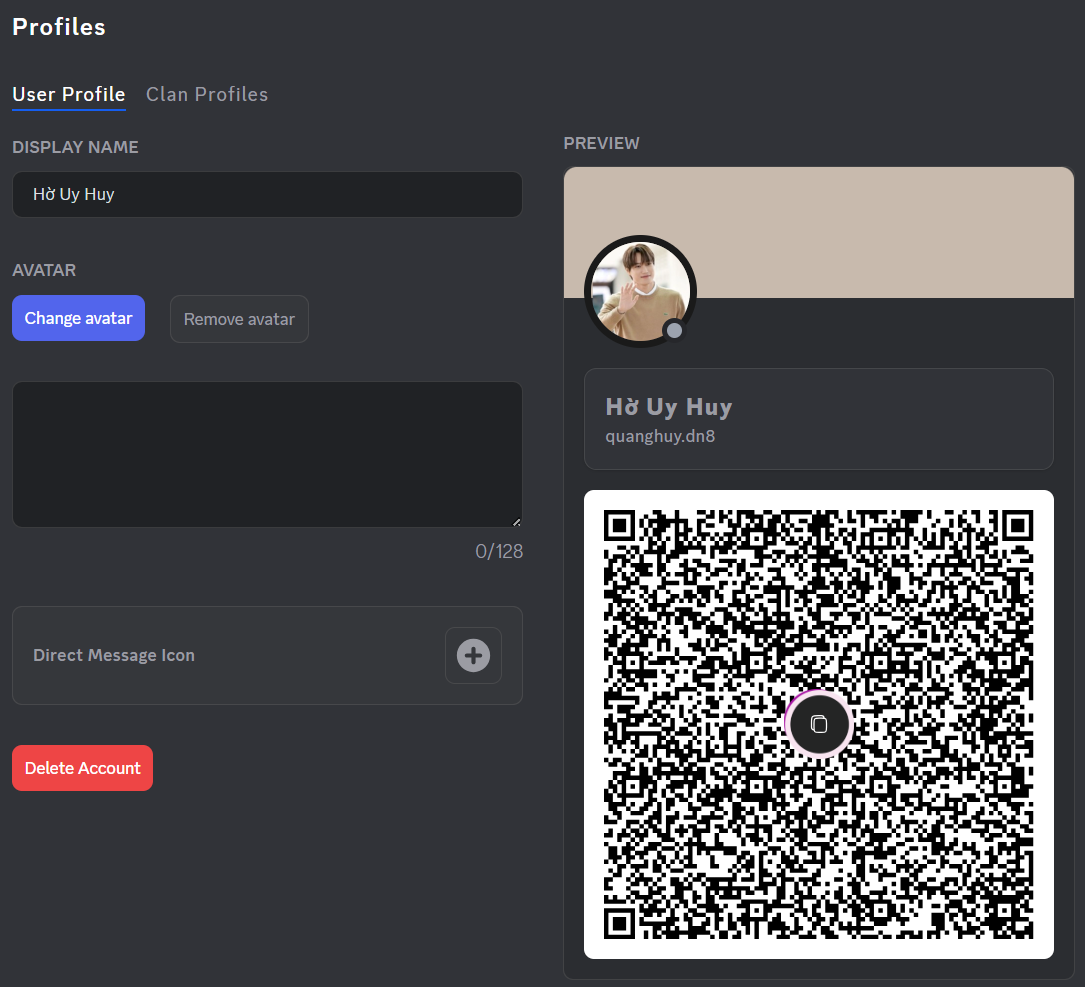 Profiles
User Profile
Clan Profiles
DISPLAY NAME
Hờ Uy Huy
AVATAR
Change avatar
Remove avatar
0/128
Direct Message Icon
Delete Account
PREVIEW
Hờ Uy Huy
quanghuy.dn8